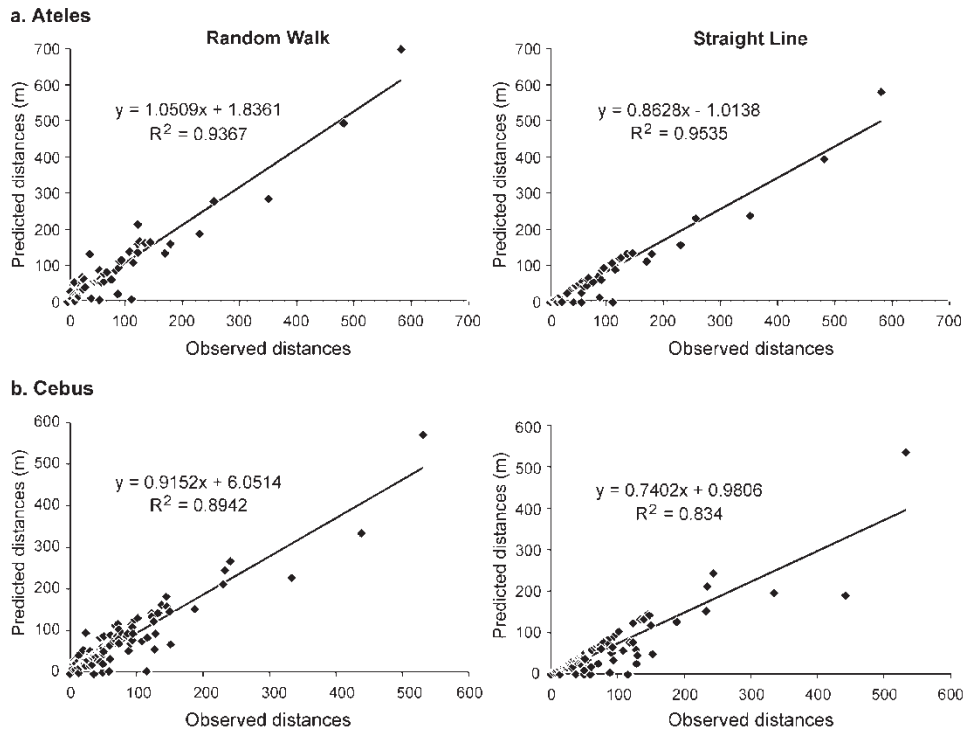 a. Ateles
Random Walk
Straight Line
Predicted distances (m)
700
600
500
400
300
200
100
0
y = 1.0509x + 1.8361
R² = 0.9367
0 100 200 300 400 500 600 700
Observed distances
Predicted distances (m)
700
600
500
400
300
200
100
0
y = 0.8628x - 1.0138
R² = 0.9535
0 100 200 300 400 500 600 700
Observed distances
b. Cebus
Predicted distances (m)
600
500
400
300
200
100
0
y = 0.9152x + 6.0514
R² = 0.8942
0 100 200 300 400 500 600
Observed distances
Predicted distances (m)
600
500
400
300
200
100
0
y = 0.7402x + 0.9806
R² = 0.834
0 100 200 300 400 500 600
Observed distances